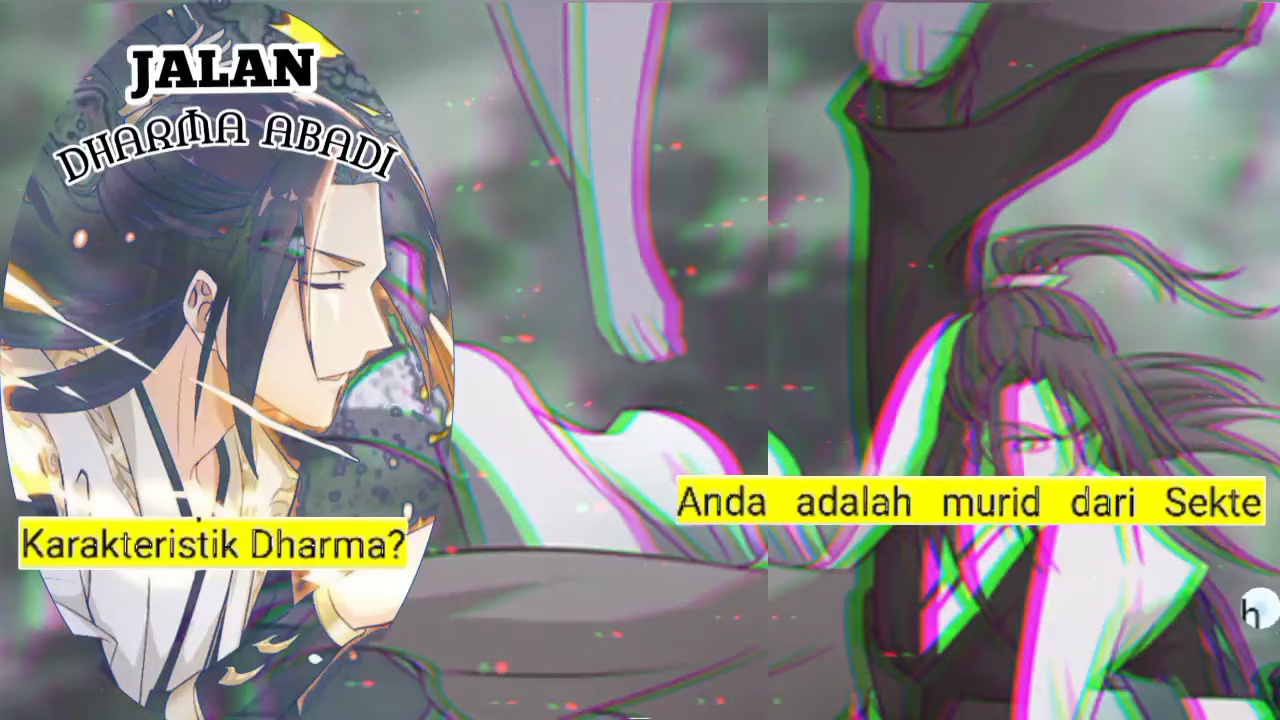 JALAN
DHARMA ABADI
Anda adalah murid dari Sekte
Karakteristik Dharma?
h